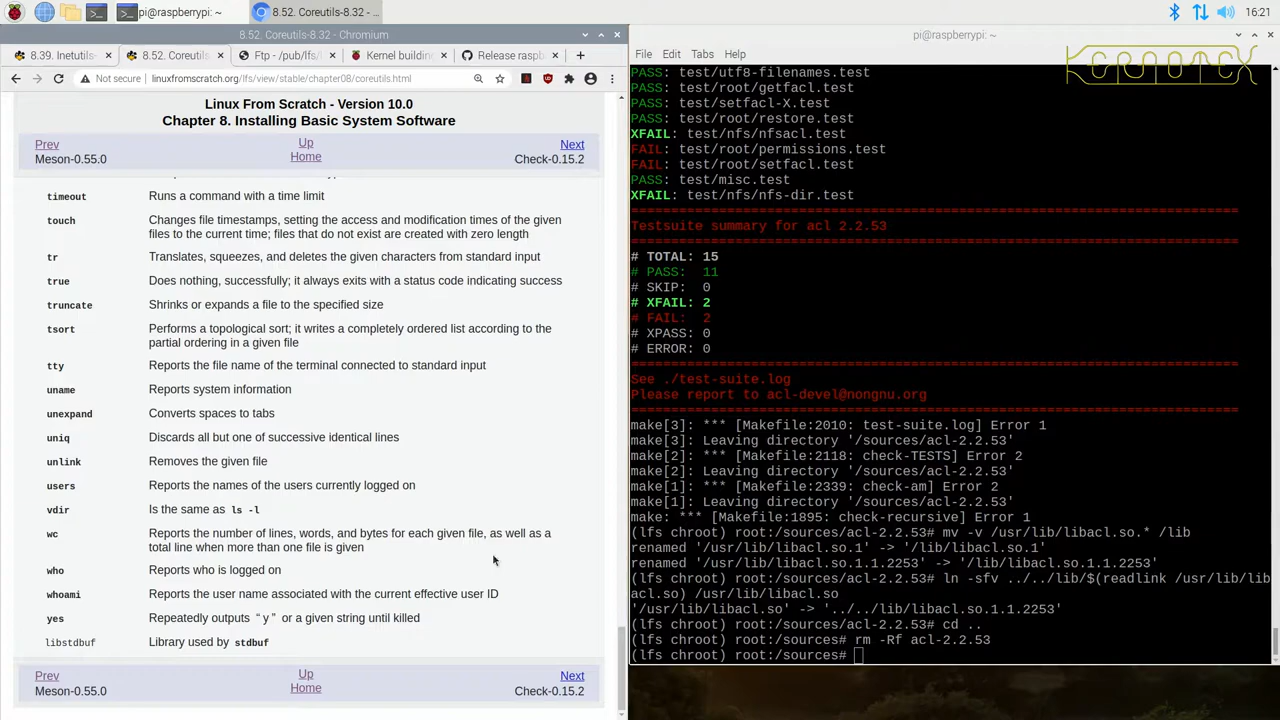 pi@raspberrypi: ~
8.52. Coreutils-8.32 - ...
16:21
8.52. Coreutils-8.32 - Chromium
8.39. Inetutils-
8.52. Coreutils-
Ftp - /pub/lfs/
Kernel building
Release raspb
Not secure
linuxfromscratch.org/lfs/view/stable/chapter08/coreutils.html
Linux From Scratch - Version 10.0
Chapter 8. Installing Basic System Software
Prev
Up
Next
Meson-0.55.0
Home
Check-0.15.2
timeout Runs a command with a time limit
touch Changes file timestamps, setting the access and modification times of the given
files to the current time; files that do not exist are created with zero length
tr Translates, squeezes, and deletes the given characters from standard input
true Does nothing, successfully; it always exits with a status code indicating success
truncate Shrinks or expands a file to the specified size
tsort Performs a topological sort; it writes a completely ordered list according to the
partial ordering in a given file
tty Reports the file name of the terminal connected to standard input
uname Reports system information
unexpand Converts spaces to tabs
uniq Discards all but one of successive identical lines
unlink Removes the given file
users Reports the names of the users currently logged on
vdir Is the same as ls -l
wc Reports the number of lines, words, and bytes for each given file, as well as a
total line when more than one file is given
who Reports who is logged on
whoami Reports the user name associated with the current effective user ID
yes Repeatedly outputs “y” or a given string until killed
libstdbuf Library used by stdbuf
Prev
Up
Next
Meson-0.55.0
Home
Check-0.15.2
pi@raspberrypi: ~
File Edit Tabs Help
KERNOTEX
PASS: test/utf8-filenames.test
PASS: test/root/getfacl.test
PASS: test/setfacl-X.test
PASS: test/root/restore.test
XFAIL: test/nfs/nfsacl.test
FAIL: test/root/permissions.test
FAIL: test/root/setfacl.test
PASS: test/misc.test
XFAIL: test/nfs/nfs-dir.test
============================================================================
Testsuite summary for acl 2.2.53
============================================================================
# TOTAL: 15
# PASS:  11
# SKIP:  0
# XFAIL: 2
# FAIL:  2
# XPASS: 0
# ERROR: 0
============================================================================
See ./test-suite.log
Please report to acl-devel@nongnu.org
============================================================================
make[3]: *** [Makefile:2010: test-suite.log] Error 1
make[3]: Leaving directory '/sources/acl-2.2.53'
make[2]: *** [Makefile:2118: check-TESTS] Error 2
make[2]: Leaving directory '/sources/acl-2.2.53'
make[1]: *** [Makefile:2339: check-am] Error 2
make[1]: Leaving directory '/sources/acl-2.2.53'
make: *** [Makefile:1895: check-recursive] Error 1
(lfs chroot) root:/sources/acl-2.2.53# mv -v /usr/lib/libacl.so.* /lib
renamed '/usr/lib/libacl.so.1' -> '/lib/libacl.so.1'
renamed '/usr/lib/libacl.so.1.1.2253' -> '/lib/libacl.so.1.1.2253'
(lfs chroot) root:/sources/acl-2.2.53# ln -sfv ../../lib/$(readlink /usr/lib/lib
acl.so) /usr/lib/libacl.so
'/usr/lib/libacl.so' -> '../../lib/libacl.so.1.1.2253'
(lfs chroot) root:/sources/acl-2.2.53# cd ..
(lfs chroot) root:/sources# rm -Rf acl-2.2.53
(lfs chroot) root:/sources#